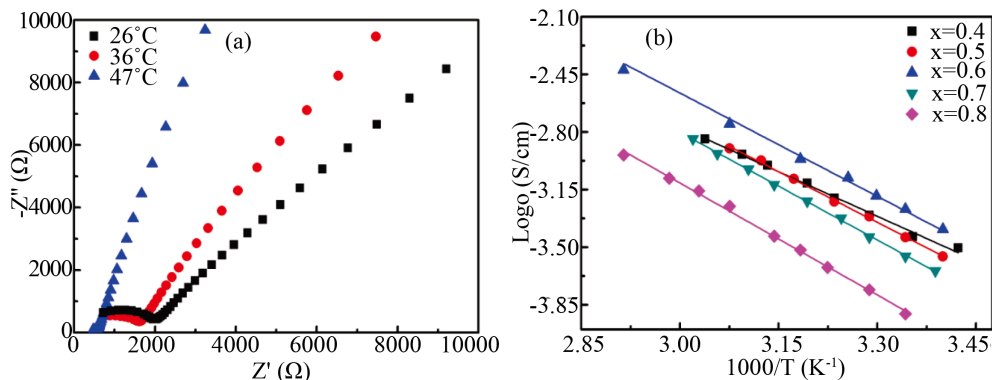 (a)
26°C
36°C
47°C
-Z'' (Ω)
10000
8000
6000
4000
2000
0
0 2000 4000 6000 8000 10000
Z' (Ω)
(b)
x=0.4
x=0.5
x=0.6
x=0.7
x=0.8
Logo (S/cm)
-2.10
-2.45
-2.80
-3.15
-3.50
-3.85
2.85 3.00 3.15 3.30 3.45
1000/T (K⁻¹)